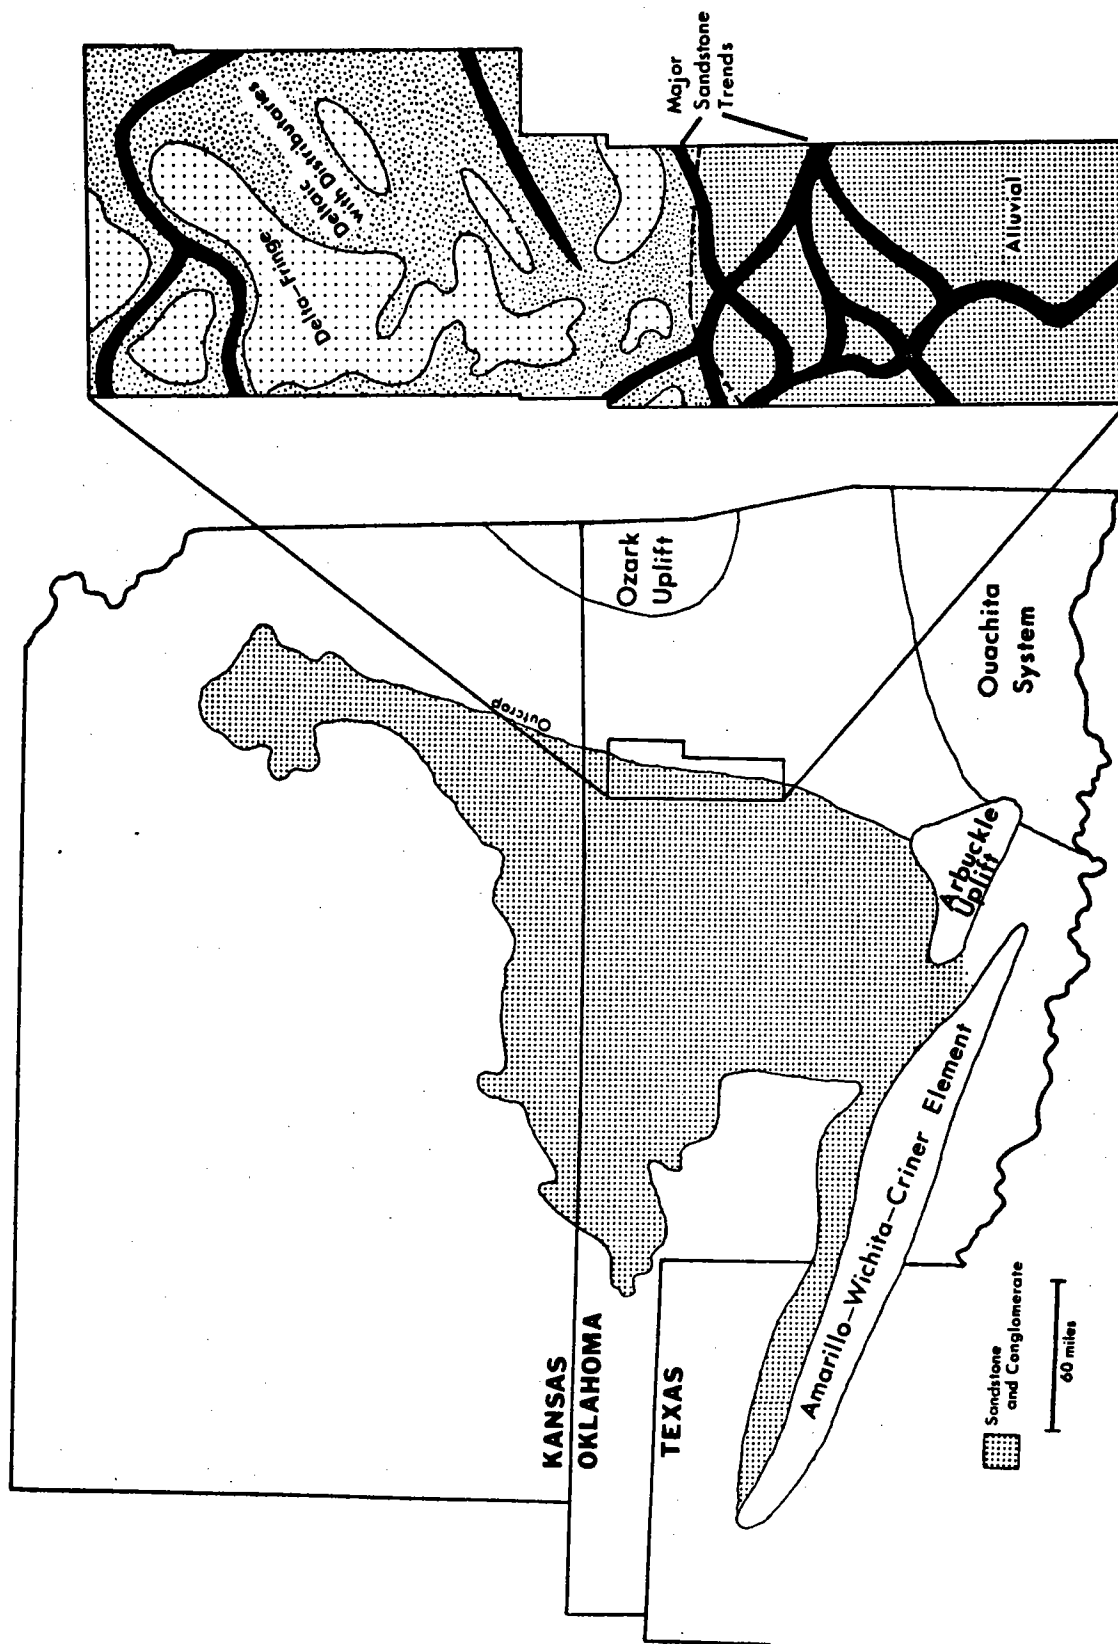 KANSAS
OKLAHOMA
TEXAS
Sandstone
and Conglomerate
60 miles
Amarillo-Wichita-Criner Element
Arbuckle
Uplift
Ouachita
System
Ozark
Uplift
Outcrop
Delta-Fringe
Deltaic
with Distributaries
Major
Sandstone
Trends
Alluvial